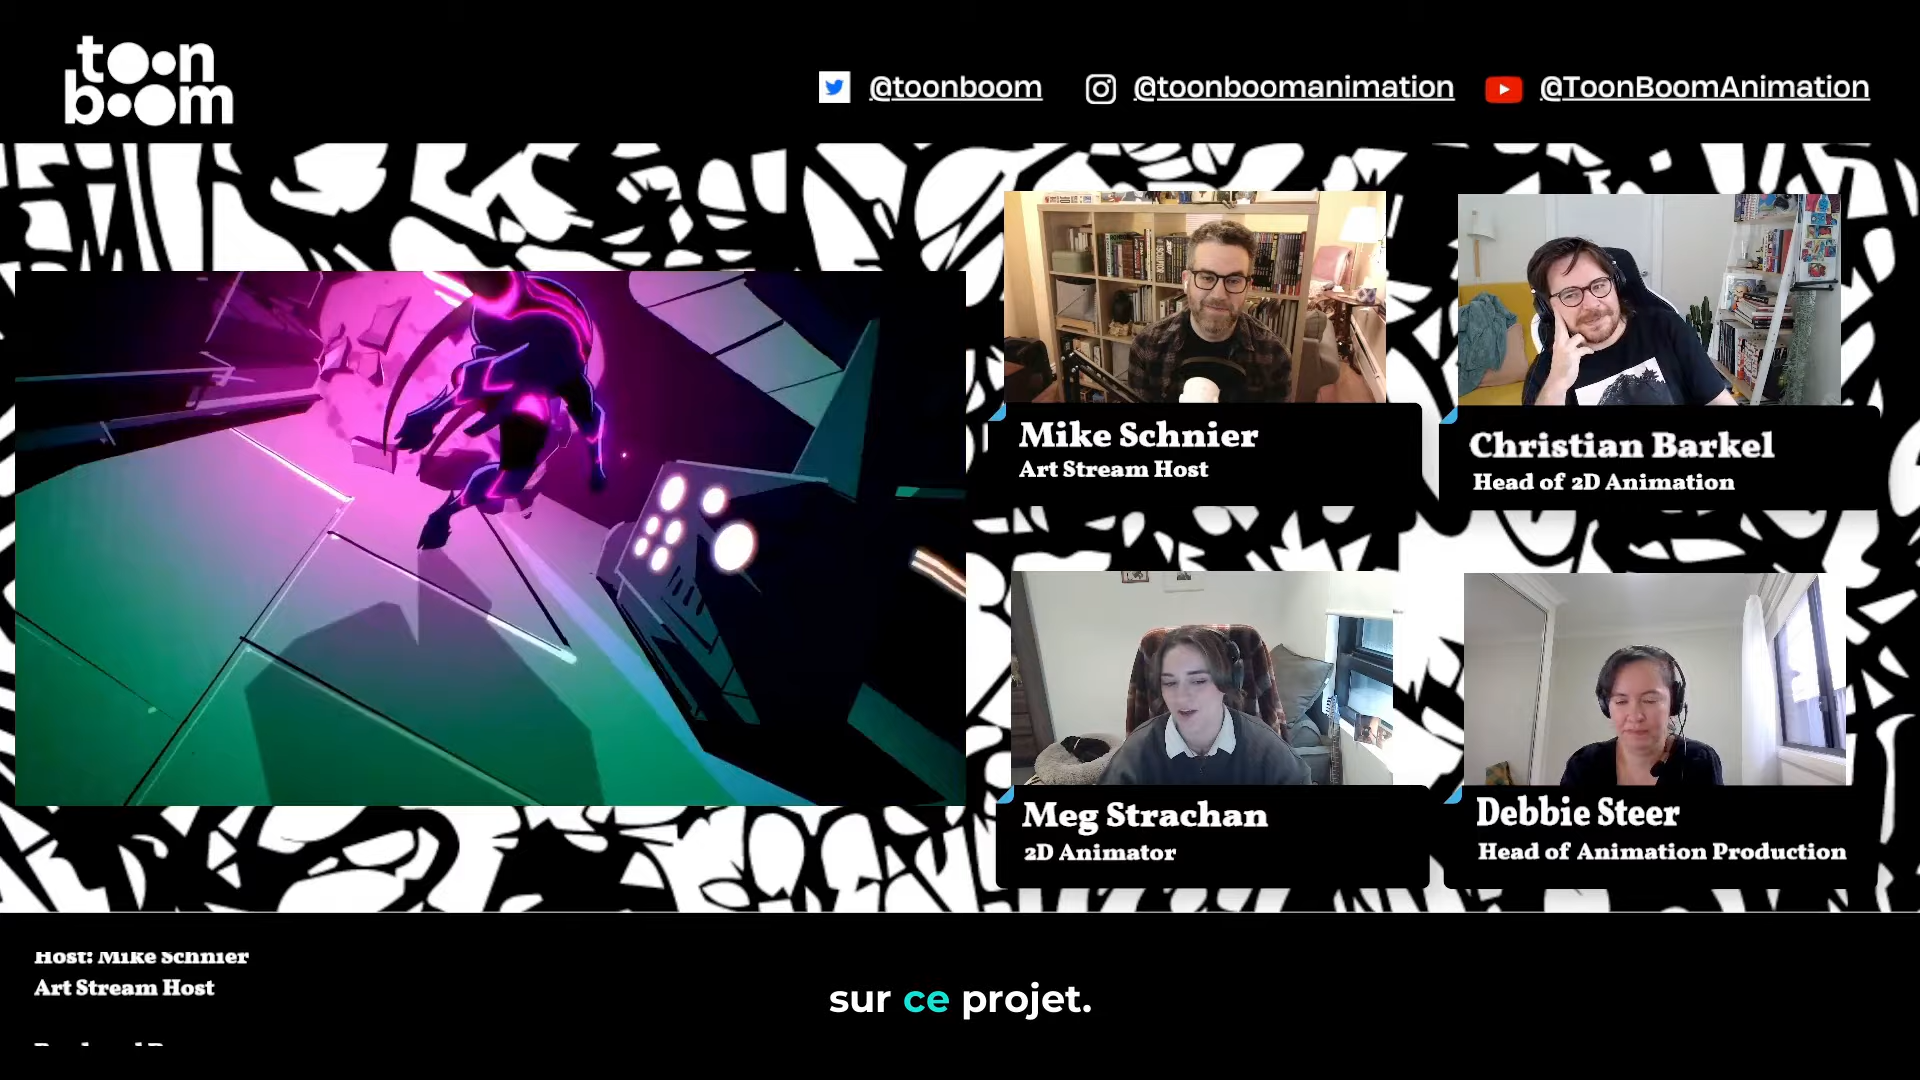 toon
boom
@toonboom
@toonboomanimation
@ToonBoomAnimation
Mike Schnier
Art Stream Host
Christian Barkel
Head of 2D Animation
Meg Strachan
2D Animator
Debbie Steer
Head of Animation Production
Host: Mike Schnier
Art Stream Host
sur ce projet.